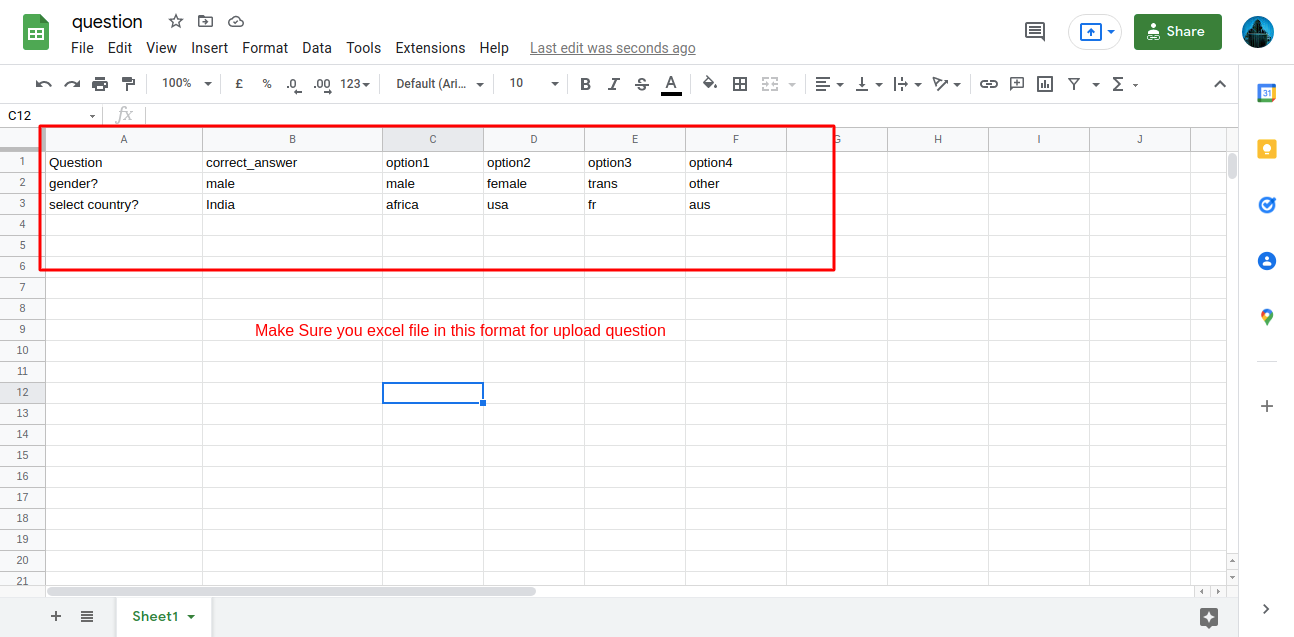 question
File Edit View Insert Format Data Tools Extensions Help Last edit was seconds ago
Share
100% £ % .0 .00 123 Default (Ari... 10 B I S A
C12 fx
A B C D E F G H I J
1 Question correct_answer option1 option2 option3 option4
2 gender? male male female trans other
3 select country? India africa usa fr aus
4
5
6
7
8
9 Make Sure you excel file in this format for upload question
10
11
12
13
14
15
16
17
18
19
20
21
Sheet1
31